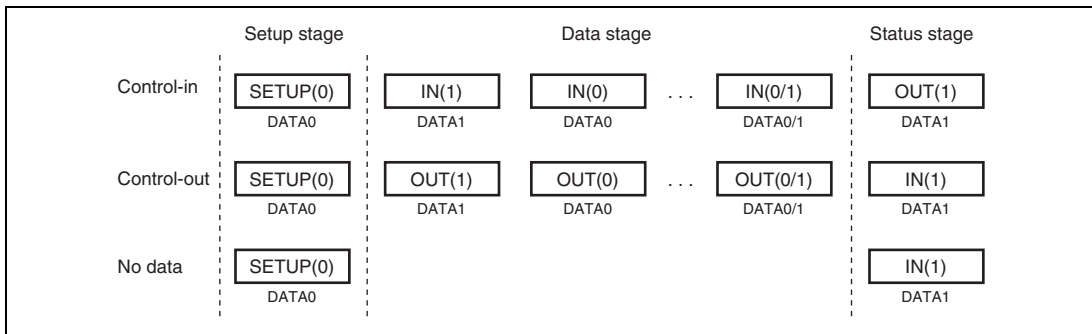 Setup stage Data stage Status stage
Control-in SETUP(0) IN(1) IN(0) . . . IN(0/1) OUT(1)
DATA0 DATA1 DATA0 DATA0/1 DATA1
Control-out SETUP(0) OUT(1) OUT(0) . . . OUT(0/1) IN(1)
DATA0 DATA1 DATA0 DATA0/1 DATA1
No data SETUP(0) IN(1)
DATA0 DATA1